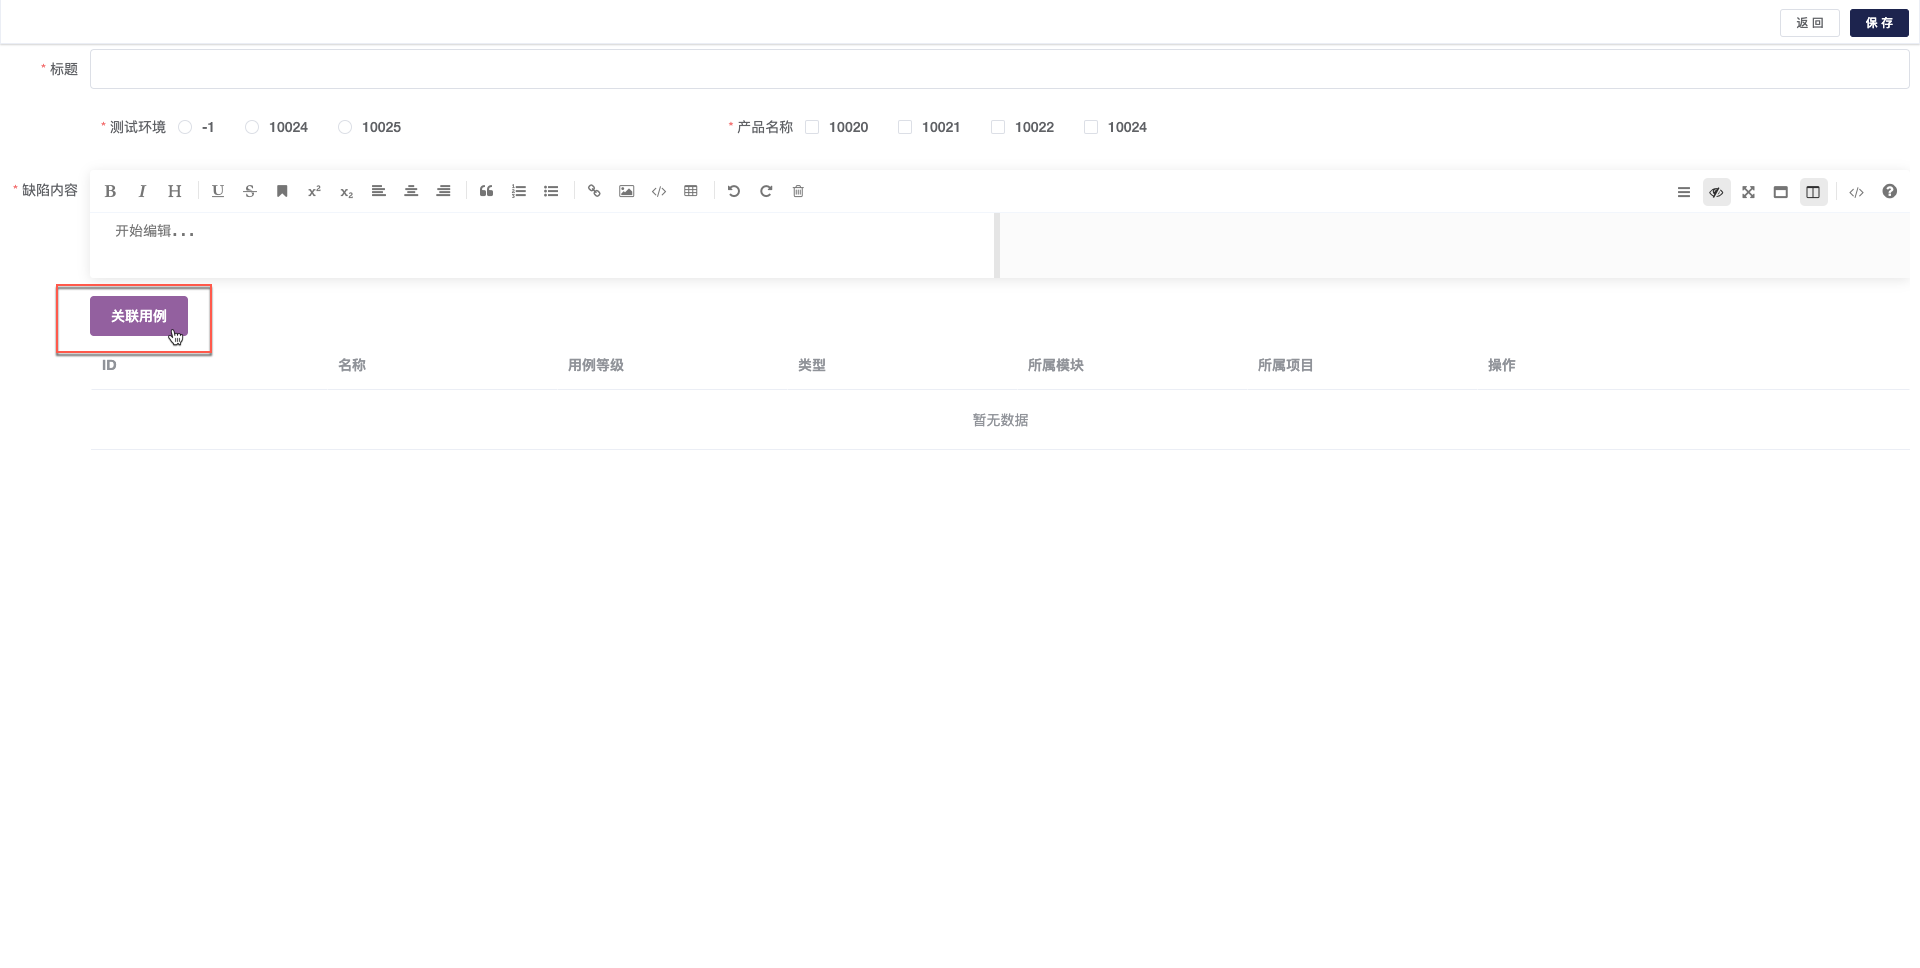 返回 保存
* 标题
* 测试环境 -1 10024 10025 * 产品名称 10020 10021 10022 10024
* 缺陷内容
开始编辑...
关联用例
ID 名称 用例等级 类型 所属模块 所属项目 操作
暂无数据